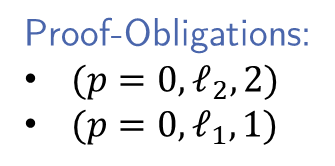 Proof-Obligations:
• (p = 0, ℓ₂, 2)
• (p = 0, ℓ₁, 1)